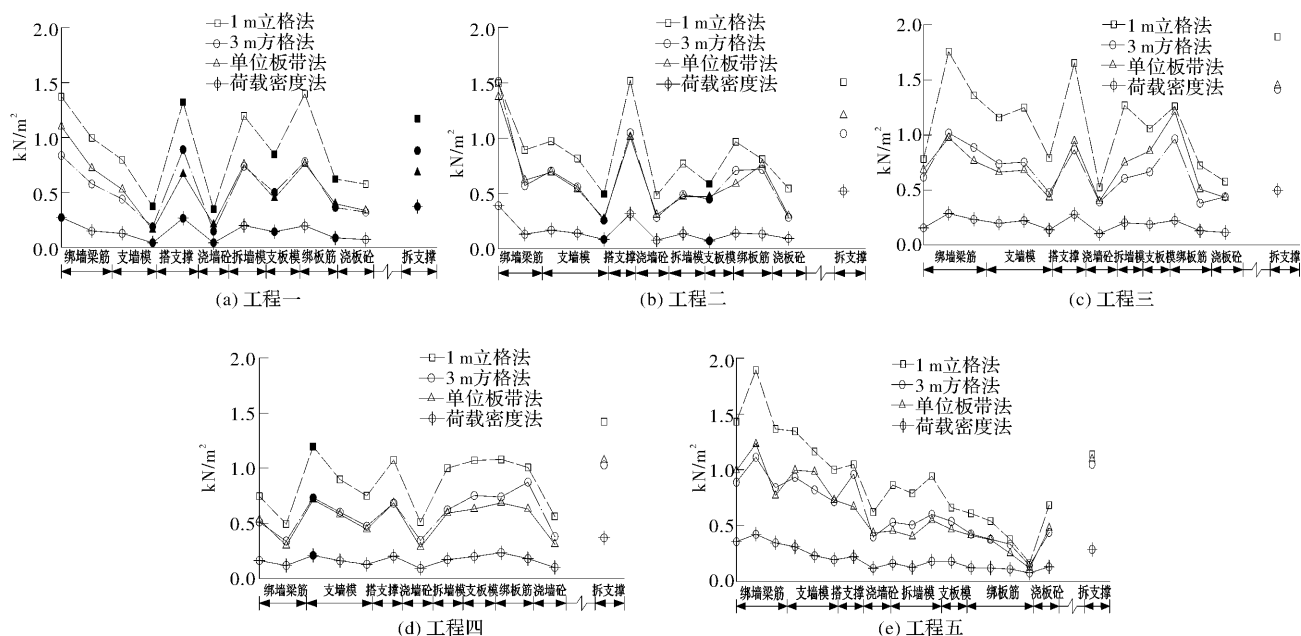 1 m立格法
3 m方格法
单位板带法
荷载密度法
kN/m²
2.0
1.5
1.0
0.5
0.0
绑墙梁筋 支墙模 搭支撑 浇墙砼 拆墙模 支板模 绑板筋 浇板砼 拆支撑
(a) 工程一
1 m立格法
3 m方格法
单位板带法
荷载密度法
kN/m²
2.0
1.5
1.0
0.5
0.0
绑墙梁筋 支墙模 搭支撑 浇墙砼 拆墙模 支板模 绑板筋 浇板砼 拆支撑
(b) 工程二
1 m立格法
3 m方格法
单位板带法
荷载密度法
kN/m²
2.0
1.5
1.0
0.5
0.0
绑墙梁筋 支墙模 搭支撑 浇墙砼 拆墙模 支板模 绑板筋 浇板砼 拆支撑
(c) 工程三
1 m立格法
3 m方格法
单位板带法
荷载密度法
kN/m²
2.0
1.5
1.0
0.5
0.0
绑墙梁筋 支墙模 搭支撑 浇墙砼 拆墙模 支板模 绑板筋 浇板砼 拆支撑
(d) 工程四
1 m立格法
3 m方格法
单位板带法
荷载密度法
kN/m²
2.0
1.5
1.0
0.5
0.0
绑墙梁筋 支墙模 搭支撑 浇墙砼 拆墙模 支板模 绑板筋 浇板砼 拆支撑
(e) 工程五